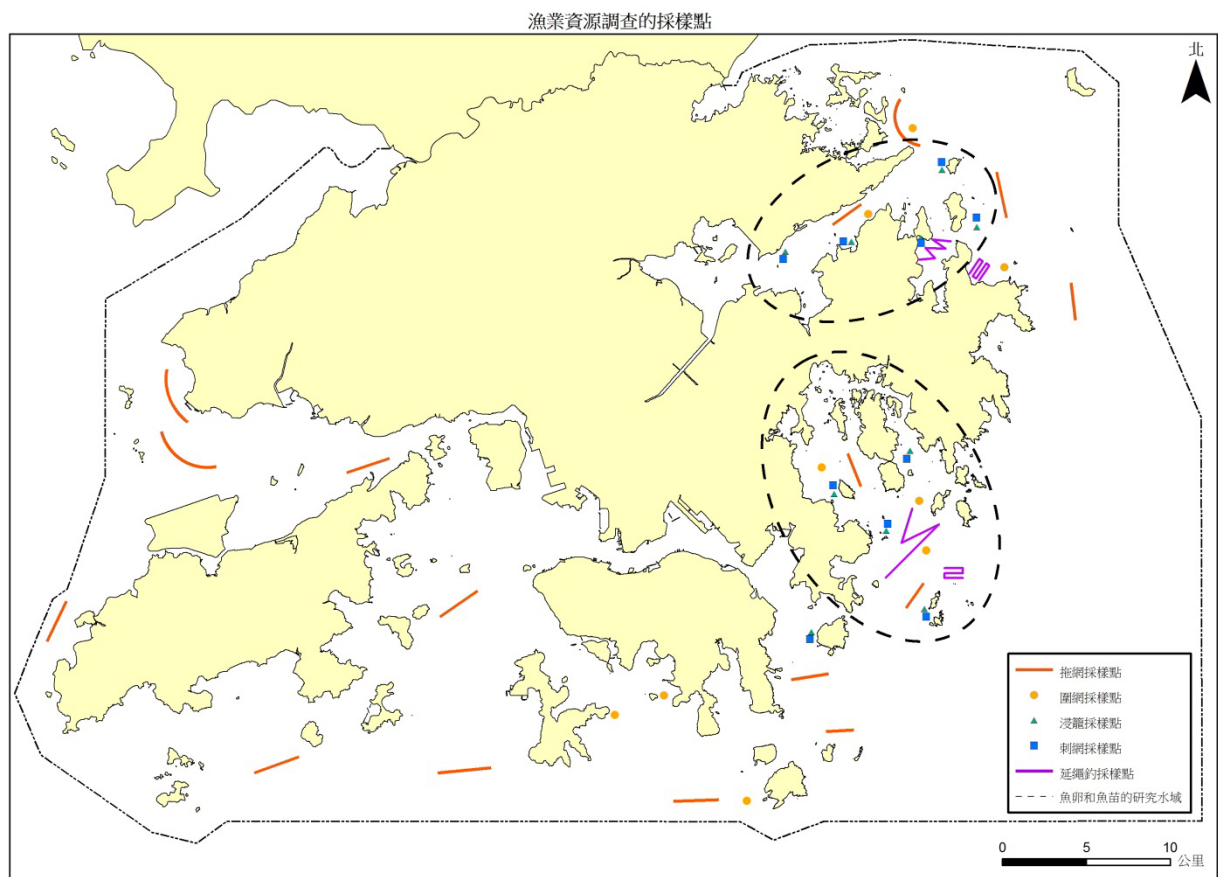 漁業資源調查的採樣點
北
拖網採樣點
圍網採樣點
浸籠採樣點
刺網採樣點
延繩釣採樣點
魚卵和魚苗的研究水域
0 5 10
公里